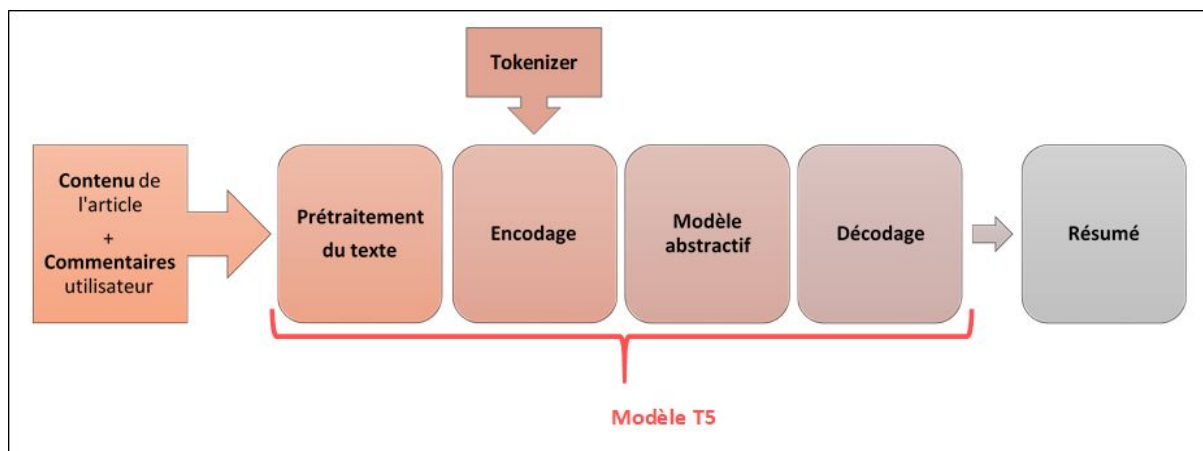 Tokenizer
Contenu de
l'article
+
Commentaires
utilisateur
Prétraitement
du texte
Encodage
Modèle
abstractif
Décodage
Résumé
Modèle T5